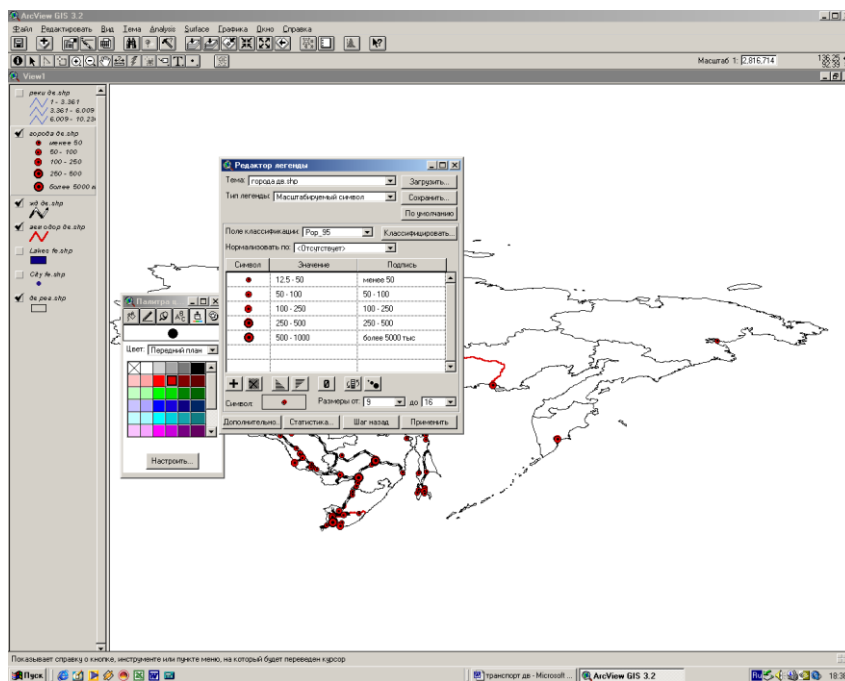 ArcView GIS 3.2
Файл Редактировать Вид Тема Analysis Surface Графика Окно Справка
Масштаб 1: 2,816,714
View1
реки дв.shp
1 - 3.361
3.361 - 6.009
6.009 - 10.23
города дв.shp
менее 50
50 - 100
100 - 250
250 - 500
более 5000
жд дв.shp
Lakes fe.shp
City fe.shp
дв рег.shp
Редактор легенды
Тема: города дв.shp
Загрузить...
Тип легенды: Масштабируемый символ
Сохранить...
По умолчанию
Поле классификации: Pop_95
Классифицировать...
Нормализовать по: <Отсутствует>
Символ Значение Подпись
12.5 - 50 менее 50
50 - 100 50 - 100
100 - 250 100 - 250
250 - 500 250 - 500
500 - 1000 более 5000 тыс
Символ: Размеры от: 9 до 16
Дополнительно. Статистика... Шаг назад Применить
Палитра
Цвет: Передний план
Настроить...
Показывает справку о кнопке, инструменте или пункте меню, на который будет переведен курсор
Пуск
транспорт дв - Microsoft ...
ArcView GIS 3.2
Ru